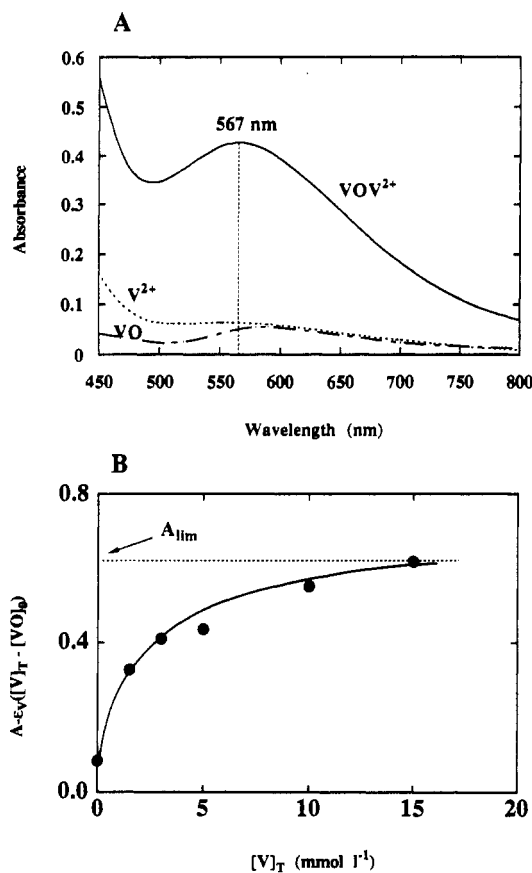 A
0.6
0.5
0.4
0.3
0.2
0.1
0
Absorbance
567 nm
VOV²⁺
V²⁺
VO
450 500 550 600 650 700 750 800
Wavelength (nm)
B
0.8
0.4
0.0
A-εV([V]T - [VO]0)
Alim
0 5 10 15 20
[V]T (mmol l⁻¹)